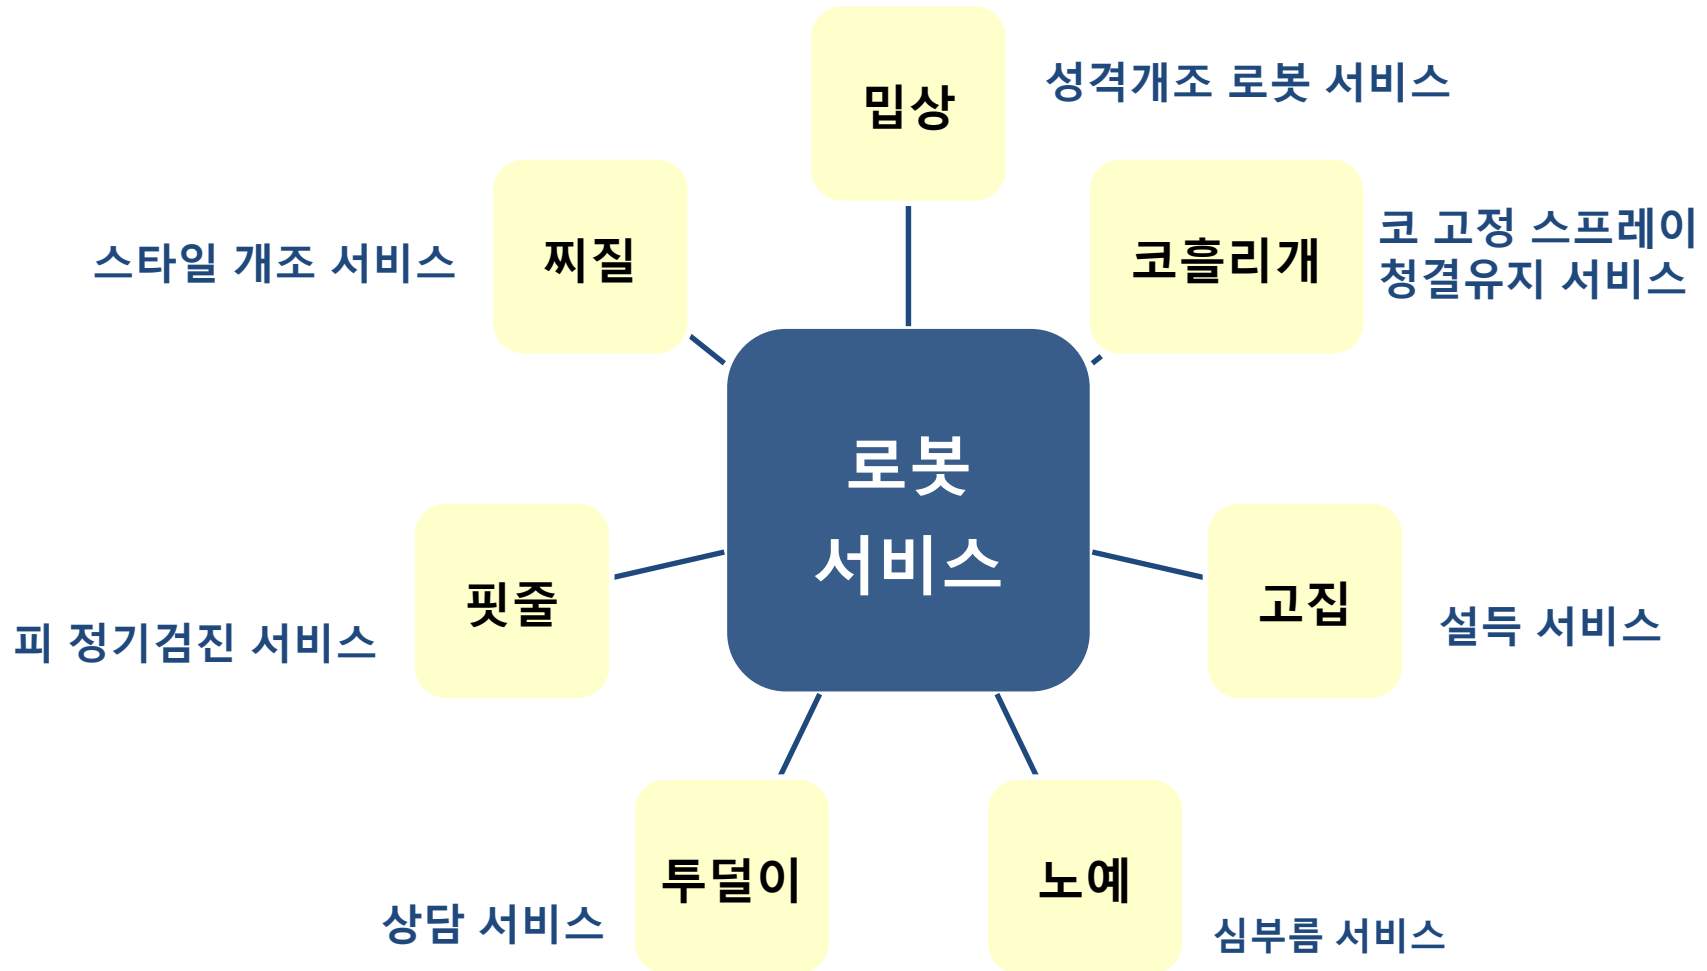 밉상
성격개조 로봇 서비스
찌질
스타일 개조 서비스
코흘리개
코 고정 스프레이
청결유지 서비스
로봇
서비스
핏줄
피 정기검진 서비스
고집
설득 서비스
투덜이
상담 서비스
노예
심부름 서비스